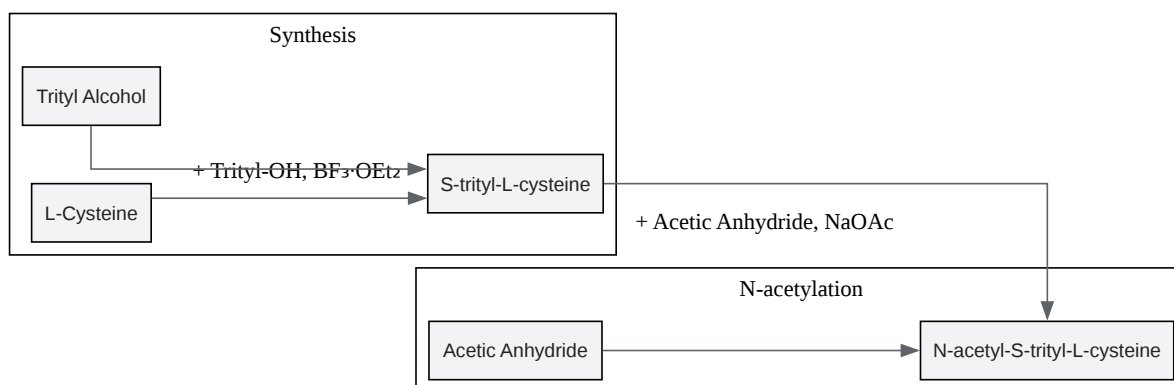 Synthesis
Trityl Alcohol
+ Trityl-OH, BF₃·OEt₂
S-trityl-L-cysteine
L-Cysteine
+ Acetic Anhydride, NaOAc
N-acetylation
Acetic Anhydride
N-acetyl-S-trityl-L-cysteine